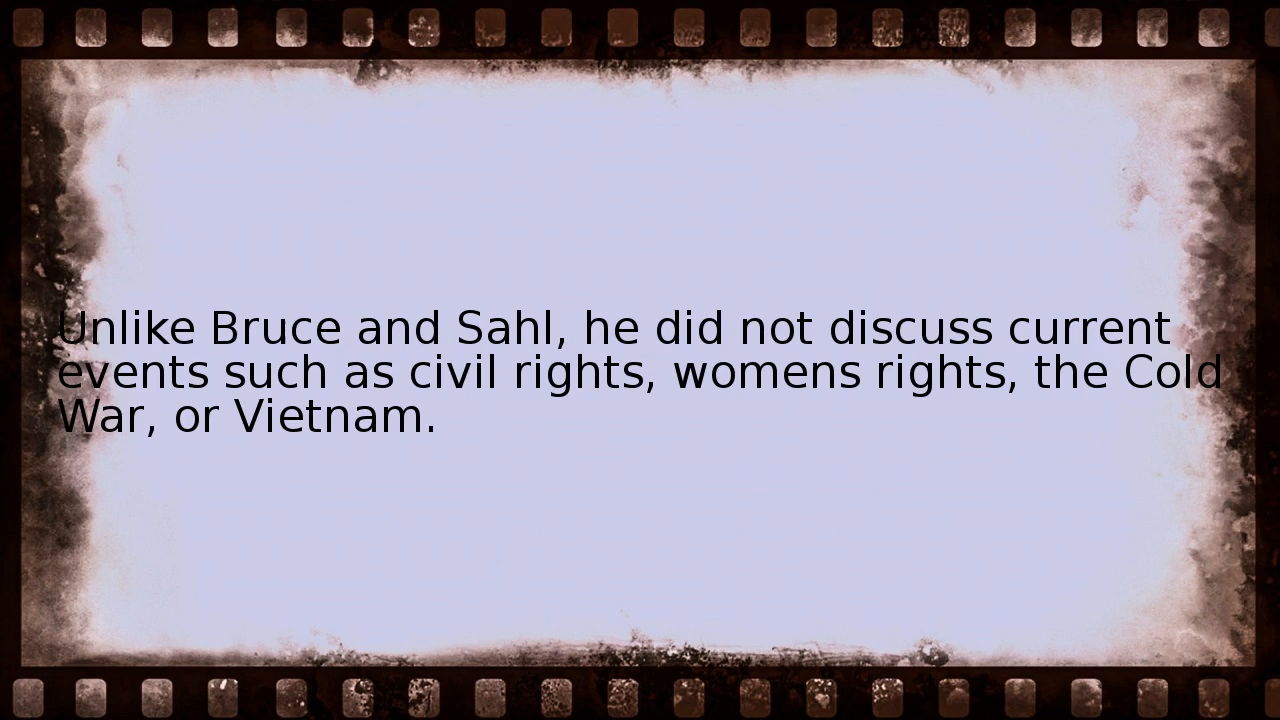 Unlike Bruce and Sahl, he did not discuss current
events such as civil rights, womens rights, the Cold
War, or Vietnam.